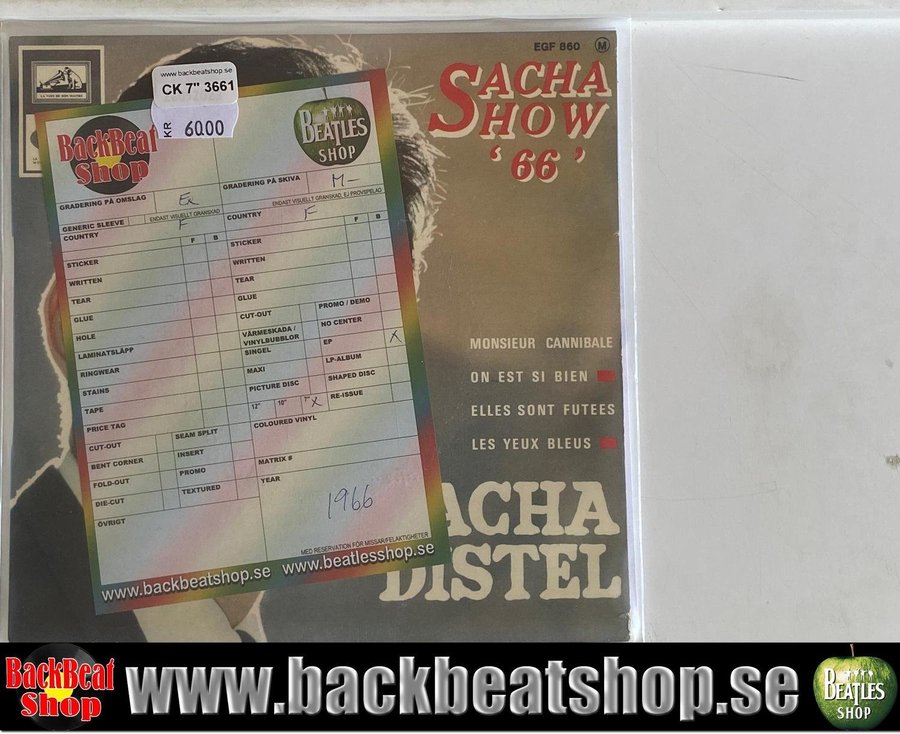 EGF 860 M
LA VOIX DE SON MAITRE
SACHA
SHOW
'66'
www.backbeatshop.se
CK 7" 3661
KR 60.00
BackBeat
Shop
BEATLES
SHOP
GRADERING PÅ OMSLAG Ex
GRADERING PÅ SKIVA M-
ENDAST VISUELLT GRANSKAD
ENDAST VISUELLT GRANSKAD, EJ PROVSPELAD
GENERIC SLEEVE
COUNTRY F
F B
STICKER
WRITTEN
TEAR
GLUE
HOLE
LAMINATSLÄPP
RINGWEAR
STAINS
TAPE
PRICE TAG
CUT-OUT
SEAM SPLIT
BENT CORNER
INSERT
FOLD-OUT
PROMO
DIE-CUT
TEXTURED
ÖVRIGT
COUNTRY F
F B
STICKER
WRITTEN
TEAR
GLUE
CUT-OUT
PROMO / DEMO
VÄRMESKADA /
VINYLBUBBLOR
NO CENTER
SINGEL
EP X
MAXI
LP-ALBUM
PICTURE DISC
SHAPED DISC
12" 10" 7" X
RE-ISSUE
COLOURED VINYL
MATRIX #
YEAR
1966
MED RESERVATION FÖR MISSAR/FELAKTIGHETER
www.backbeatshop.se www.beatlesshop.se
MONSIEUR CANNIBALE
ON EST SI BIEN
ELLES SONT FUTEES
LES YEUX BLEUS
ACHA
DISTEL
BackBeat
Shop
www.backbeatshop.se
BEATLES
SHOP